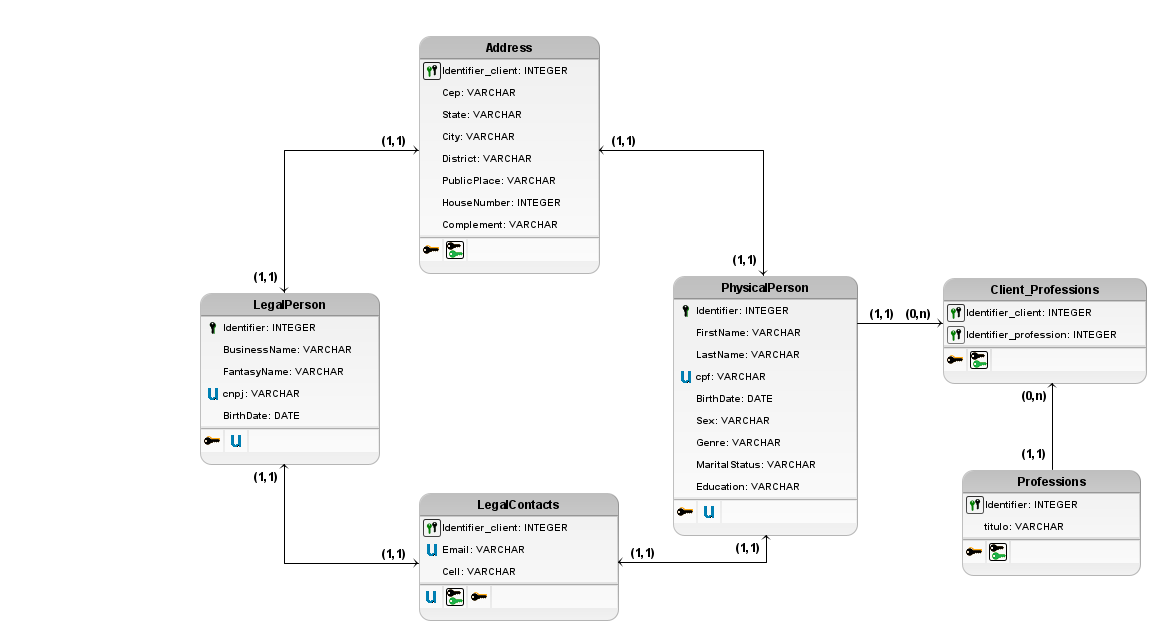 Address
Identifier_client: INTEGER
Cep: VARCHAR
State: VARCHAR
City: VARCHAR
District: VARCHAR
PublicPlace: VARCHAR
HouseNumber: INTEGER
Complement: VARCHAR
(1,1)
(1,1)
(1,1)
(1,1)
LegalPerson
Identifier: INTEGER
BusinessName: VARCHAR
FantasyName: VARCHAR
U cnpj: VARCHAR
BirthDate: DATE
U
(1,1)
PhysicalPerson
Identifier: INTEGER
FirstName: VARCHAR
LastName: VARCHAR
U cpf: VARCHAR
BirthDate: DATE
Sex: VARCHAR
Genre: VARCHAR
MaritalStatus: VARCHAR
Education: VARCHAR
U
(1,1) (0,n)
Client_Professions
Identifier_client: INTEGER
Identifier_profession: INTEGER
(0,n)
(1,1)
Professions
Identifier: INTEGER
titulo: VARCHAR
LegalContacts
Identifier_client: INTEGER
U Email: VARCHAR
Cell: VARCHAR
U
(1,1)
(1,1)
(1,1)